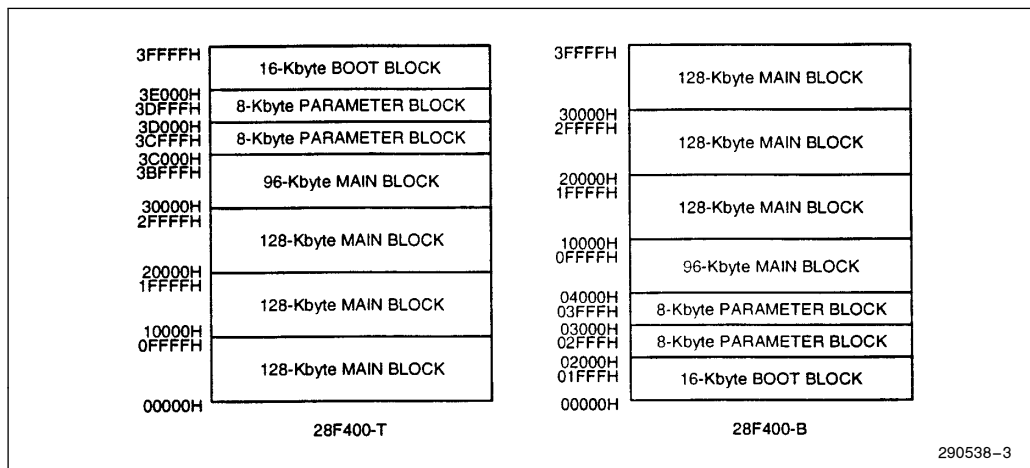 3FFFFH
16-Kbyte BOOT BLOCK
3E000H
3DFFFH
8-Kbyte PARAMETER BLOCK
3D000H
3CFFFH
8-Kbyte PARAMETER BLOCK
3C000H
3BFFFH
96-Kbyte MAIN BLOCK
30000H
2FFFFH
128-Kbyte MAIN BLOCK
20000H
1FFFFH
128-Kbyte MAIN BLOCK
10000H
0FFFFH
128-Kbyte MAIN BLOCK
00000H
28F400-T
3FFFFH
128-Kbyte MAIN BLOCK
30000H
2FFFFH
128-Kbyte MAIN BLOCK
20000H
1FFFFH
128-Kbyte MAIN BLOCK
10000H
0FFFFH
96-Kbyte MAIN BLOCK
04000H
03FFFH
8-Kbyte PARAMETER BLOCK
03000H
02FFFH
8-Kbyte PARAMETER BLOCK
02000H
01FFFH
16-Kbyte BOOT BLOCK
00000H
28F400-B
290538–3